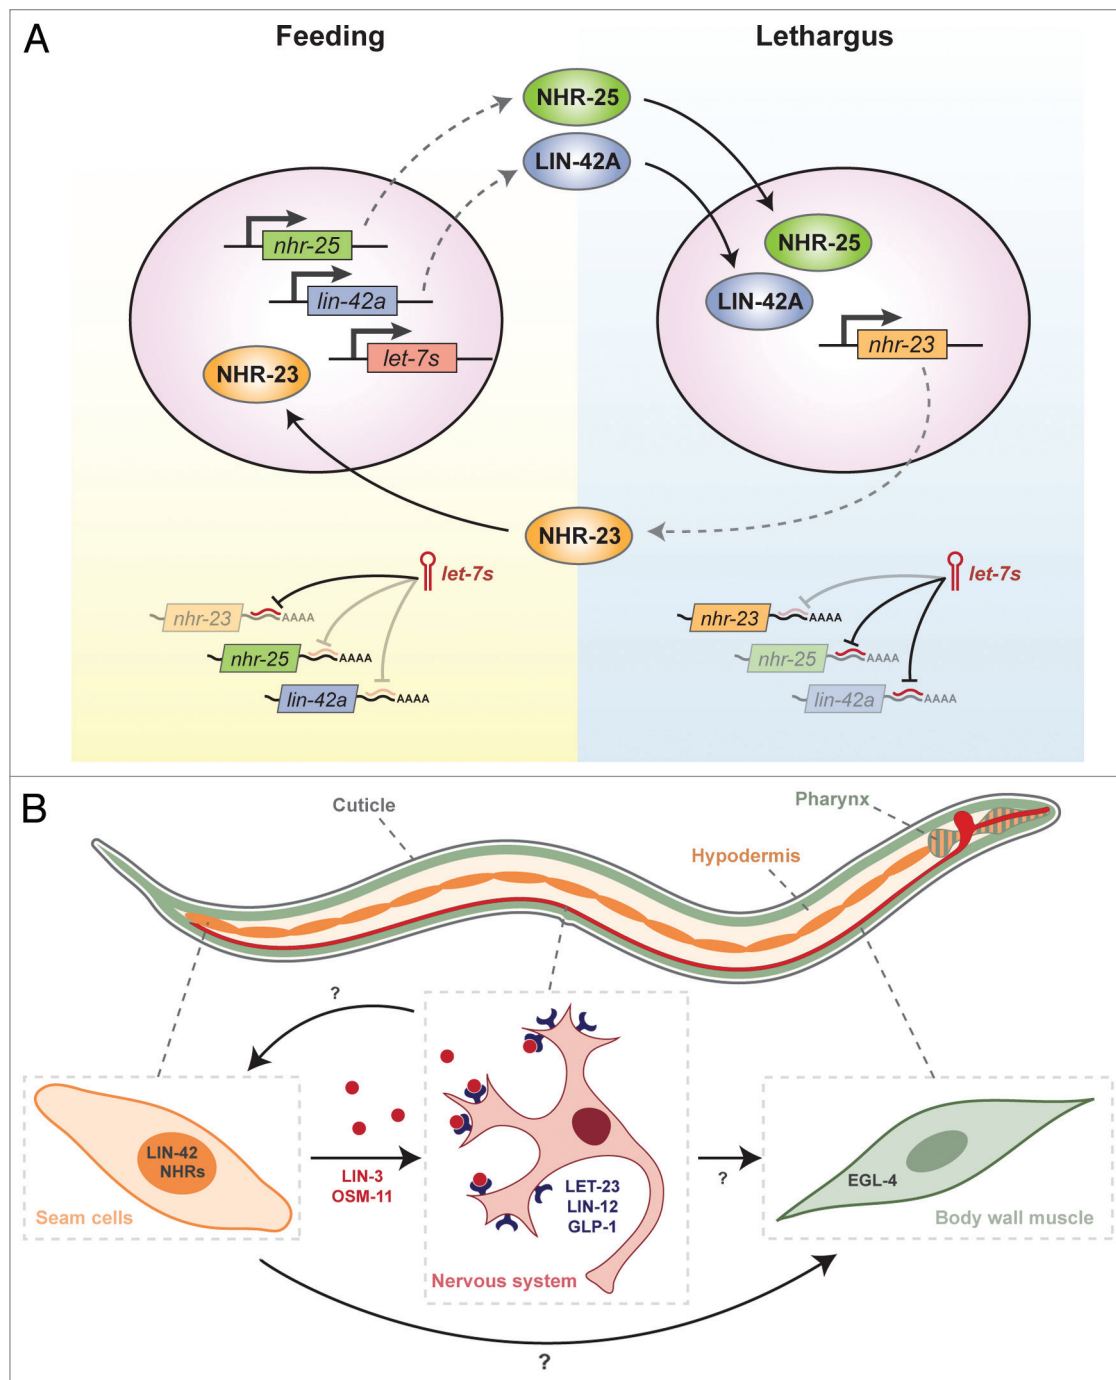 A
Feeding
Lethargus
NHR-25
LIN-42A
nhr-25
lin-42a
let-7s
NHR-23
NHR-25
LIN-42A
nhr-23
NHR-23
let-7s
nhr-23
AAAA
nhr-25
AAAA
lin-42a
AAAA
let-7s
nhr-23
AAAA
nhr-25
AAAA
lin-42a
AAAA
B
Cuticle
Pharynx
Hypodermis
?
LIN-42
NHRs
Seam cells
LIN-3
OSM-11
LET-23
LIN-12
GLP-1
Nervous system
?
EGL-4
Body wall muscle
?